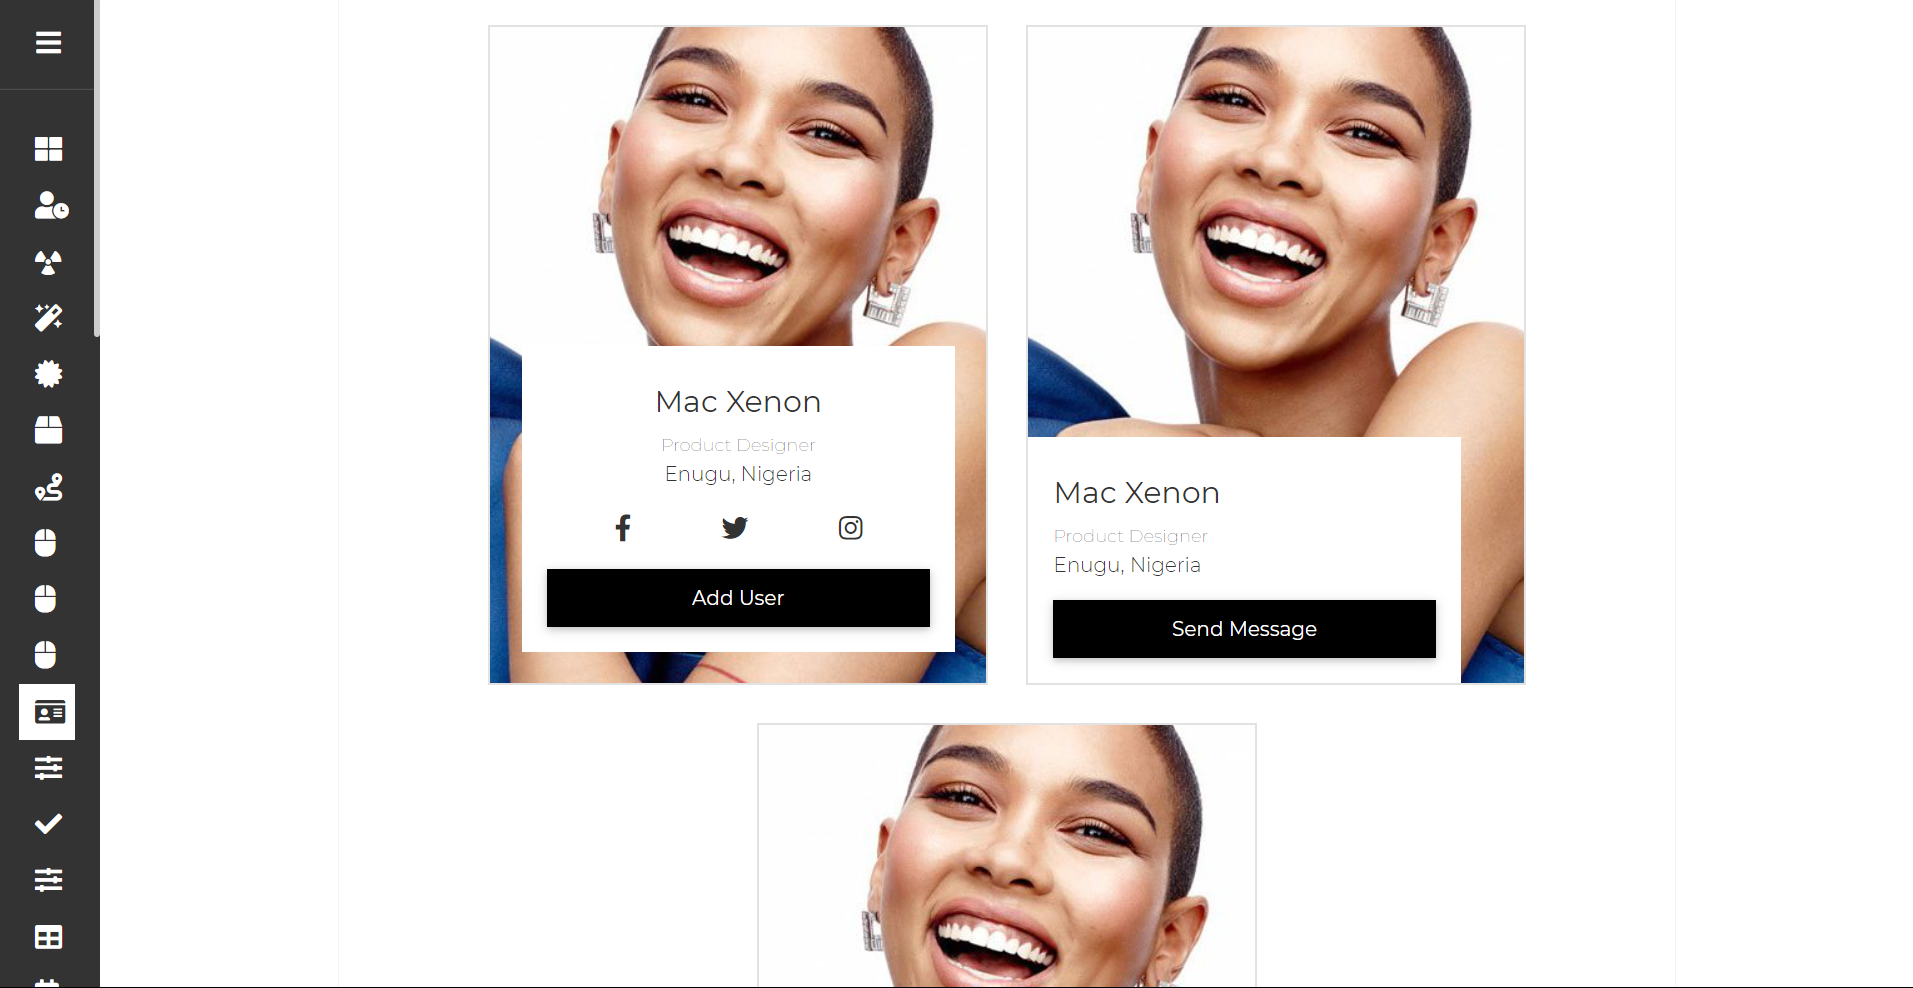 Mac Xenon
Product Designer
Enugu, Nigeria
Add User
Mac Xenon
Product Designer
Enugu, Nigeria
Send Message